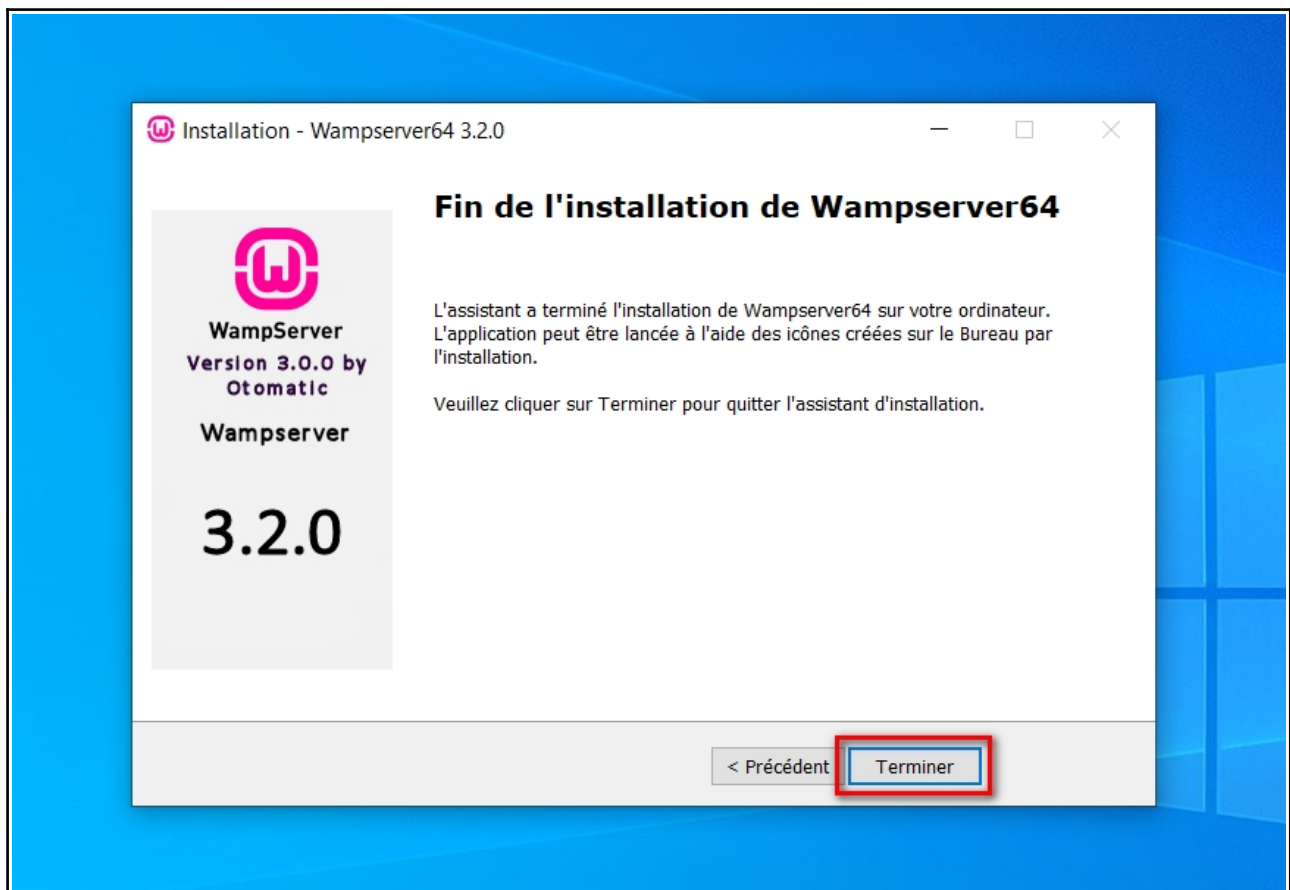 Installation - Wampserver64 3.2.0
Fin de l'installation de Wampserver64
WampServer
Version 3.0.0 by
Otomatic
Wampserver
3.2.0
L'assistant a terminé l'installation de Wampserver64 sur votre ordinateur.
L'application peut être lancée à l'aide des icônes créées sur le Bureau par
l'installation.
Veuillez cliquer sur Terminer pour quitter l'assistant d'installation.
< Précédent
Terminer